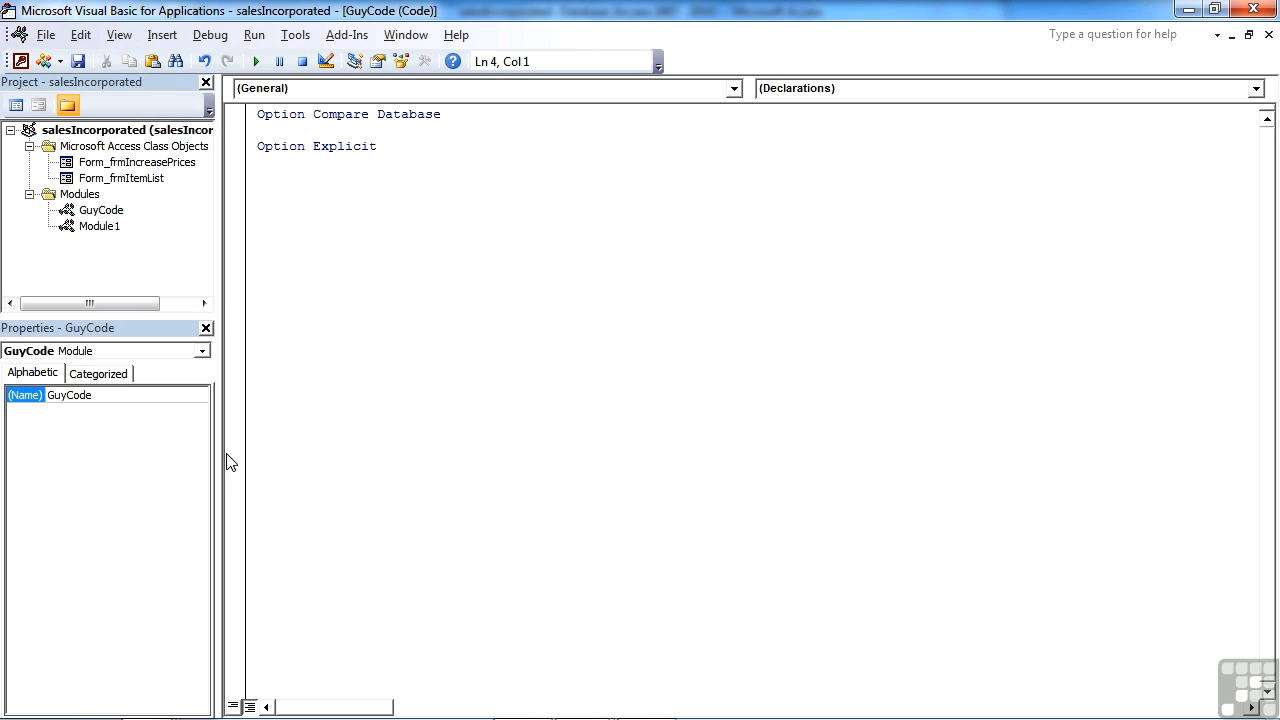 Microsoft Visual Basic for Applications - salesIncorporated - [GuyCode (Code)]
File Edit View Insert Debug Run Tools Add-Ins Window Help
Type a question for help
Ln 4, Col 1
Project - salesIncorporated
(General)
(Declarations)
salesIncorporated (salesIncor
Microsoft Access Class Objects
Form_frmIncreasePrices
Form_frmItemList
Modules
GuyCode
Module1
Option Compare Database
Option Explicit
Properties - GuyCode
GuyCode Module
Alphabetic Categorized
(Name) GuyCode